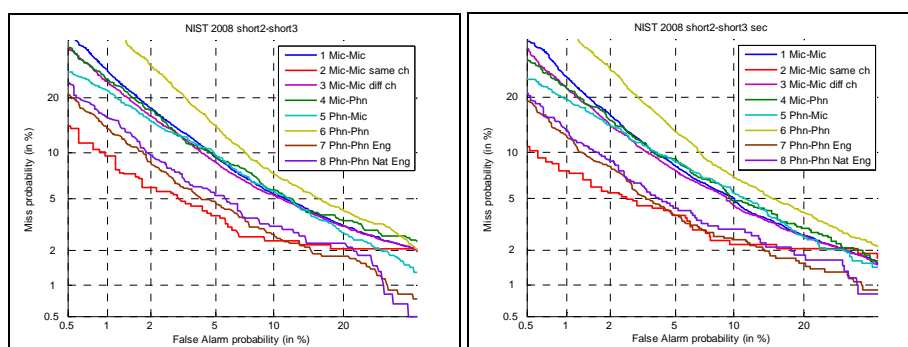 NIST 2008 short2-short3
1 Mic-Mic
2 Mic-Mic same ch
3 Mic-Mic diff ch
4 Mic-Phn
5 Phn-Mic
6 Phn-Phn
7 Phn-Phn Eng
8 Phn-Phn Nat Eng
Miss probability (in %)
20
10
5
2
1
0.5
0.5
1
2
5
10
20
False Alarm probability (in %)
NIST 2008 short2-short3 sec
1 Mic-Mic
2 Mic-Mic same ch
3 Mic-Mic diff ch
4 Mic-Phn
5 Phn-Mic
6 Phn-Phn
7 Phn-Phn Eng
8 Phn-Phn Nat Eng
Miss probability (in %)
20
10
5
2
1
0.5
0.5
1
2
5
10
20
False Alarm probability (in %)